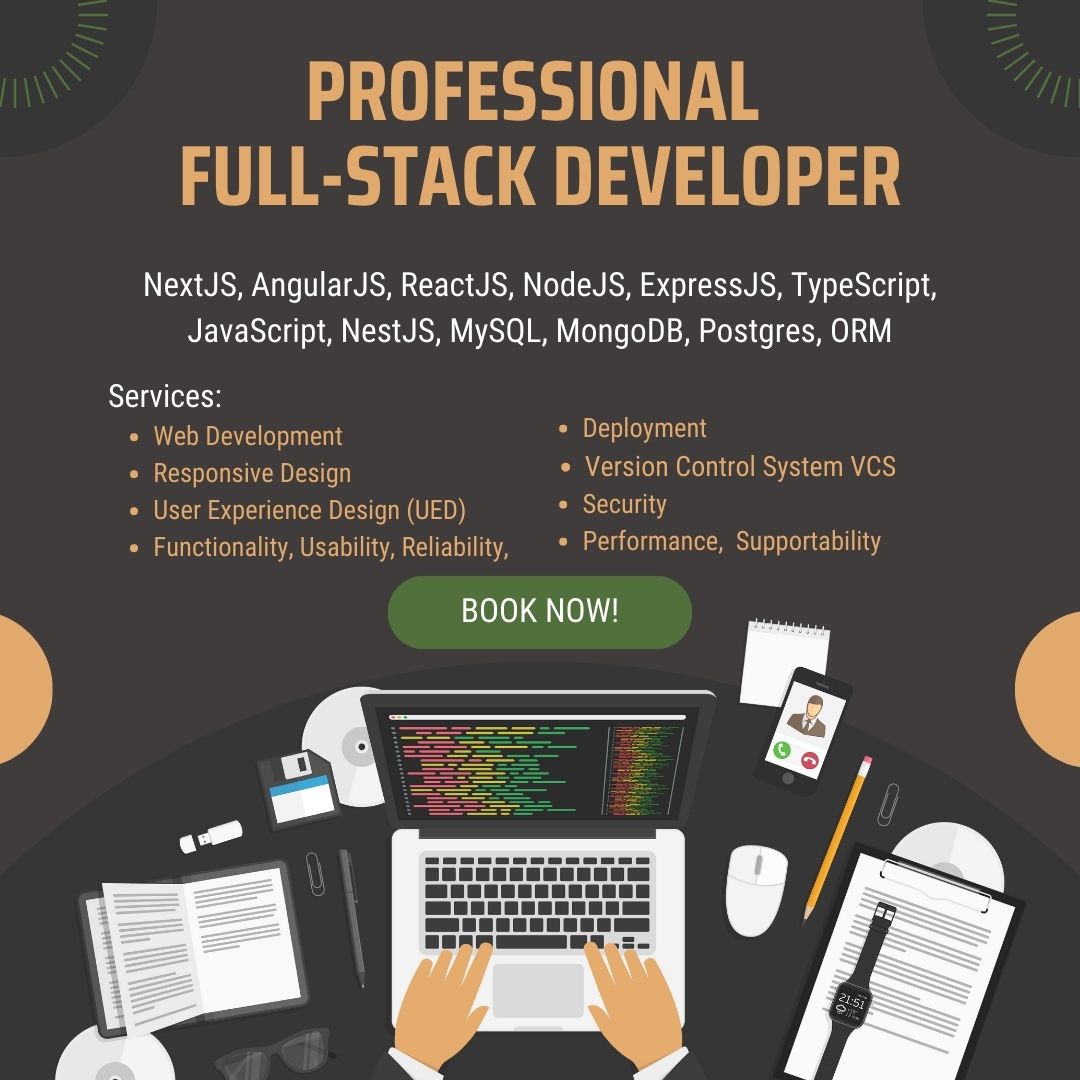 PROFESSIONAL
FULL-STACK DEVELOPER
NextJS, AngularJS, ReactJS, NodeJS, ExpressJS, TypeScript,
JavaScript, NestJS, MySQL, MongoDB, Postgres, ORM
Services:
• Web Development
• Responsive Design
• User Experience Design (UED)
• Functionality, Usability, Reliability,
• Deployment
• Version Control System VCS
• Security
• Performance,  Supportability
BOOK NOW!
21:51